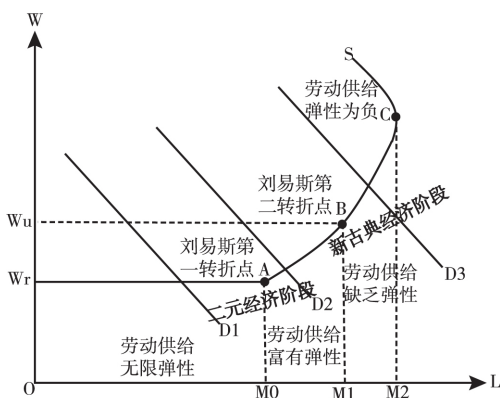 W
S
劳动供给
弹性为负
C
刘易斯第
二转折点
B
Wu
新古典经济阶段
刘易斯第
一转折点
A
Wr
D3
劳动供给
缺乏弹性
二元经济阶段
D2
D1
劳动供给
富有弹性
劳动供给
无限弹性
O
M0
M1
M2
L